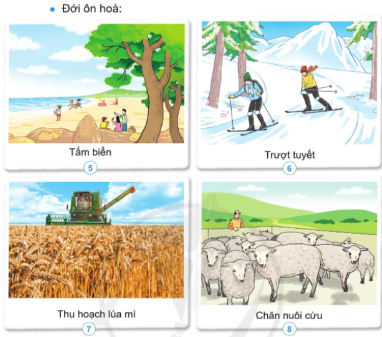 • Đới ôn hoà:
Tắm biển
5
Trượt tuyết
6
Thu hoạch lúa mì
7
Chăn nuôi cừu
8